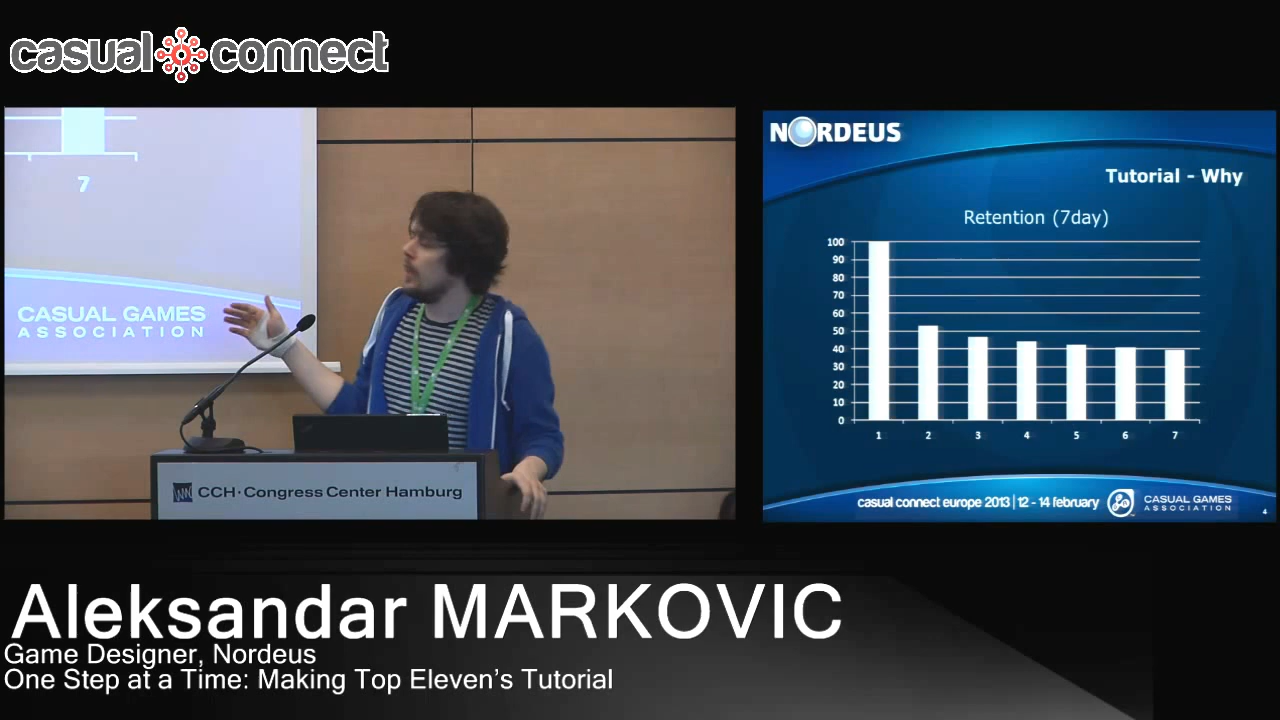 casual connect
7
CASUAL GAMES
ASSOCIATION
CCH·Congress Center Hamburg
NORDEUS
Tutorial - Why
Retention (7day)
100
90
80
70
60
50
40
30
20
10
0
1 2 3 4 5 6 7
casual connect europe 2013 | 12 - 14 february
CASUAL GAMES
ASSOCIATION
4
Aleksandar MARKOVIC
Game Designer, Nordeus
One Step at a Time: Making Top Eleven's Tutorial